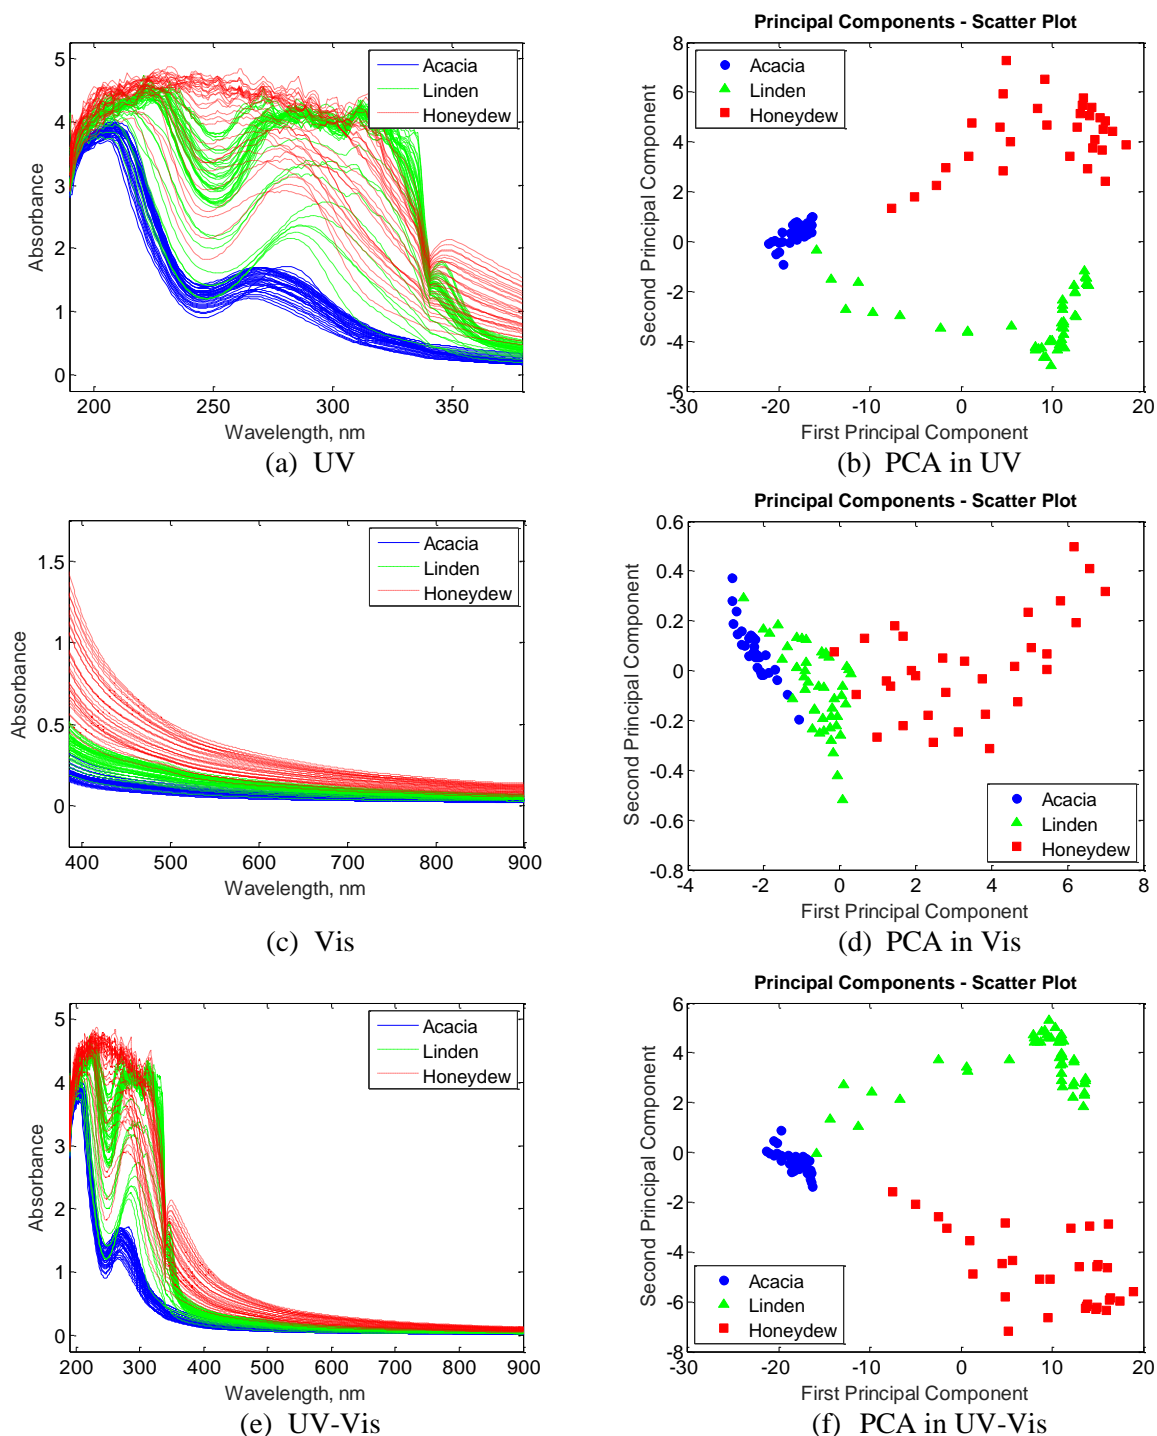 5
4
3
2
1
0
Absorbance
Acacia
Linden
Honeydew
200 250 300 350
Wavelength, nm
(a) UV
Principal Components - Scatter Plot
8
6
4
2
0
-2
-4
-6
Second Principal Component
Acacia
Linden
Honeydew
-30 -20 -10 0 10 20
First Principal Component
(b) PCA in UV
1.5
1
0.5
0
Absorbance
Acacia
Linden
Honeydew
400 500 600 700 800 900
Wavelength, nm
(c) Vis
Principal Components - Scatter Plot
0.6
0.4
0.2
0
-0.2
-0.4
-0.6
-0.8
Second Principal Component
Acacia
Linden
Honeydew
-4 -2 0 2 4 6 8
First Principal Component
(d) PCA in Vis
5
4
3
2
1
0
Absorbance
Acacia
Linden
Honeydew
200 300 400 500 600 700 800 900
Wavelength, nm
(e) UV-Vis
Principal Components - Scatter Plot
6
4
2
0
-2
-4
-6
-8
Second Principal Component
Acacia
Linden
Honeydew
-30 -20 -10 0 10 20
First Principal Component
(f) PCA in UV-Vis